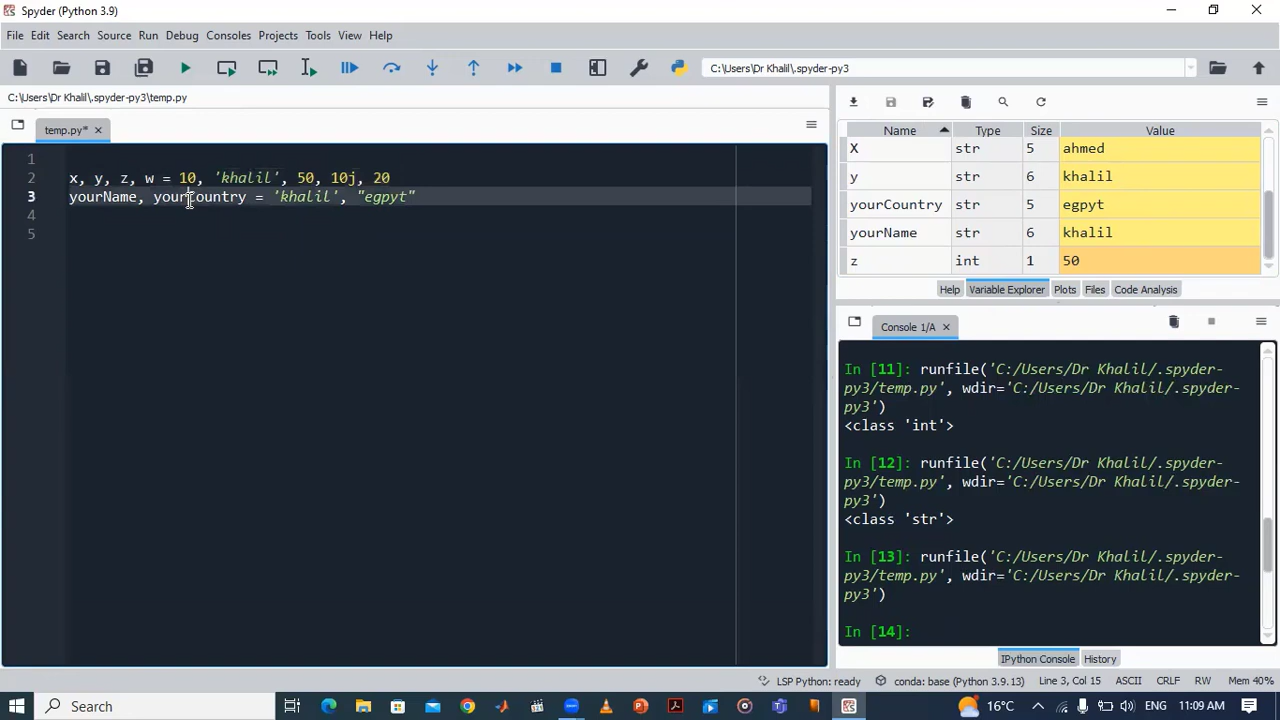 Spyder (Python 3.9)
File Edit Search Source Run Debug Consoles Projects Tools View Help
C:\Users\Dr Khalil\.spyder-py3
C:\Users\Dr Khalil\.spyder-py3\temp.py
temp.py*
1
2 x, y, z, w = 10, 'khalil', 50, 10j, 20
3 yourName, yourCountry = 'khalil', "egpyt"
4
5
Name Type Size Value
X str 5 ahmed
y str 6 khalil
yourCountry str 5 egpyt
yourName str 6 khalil
z int 1 50
Help Variable Explorer Plots Files Code Analysis
Console 1/A
In [11]: runfile('C:/Users/Dr Khalil/.spyder-
py3/temp.py', wdir='C:/Users/Dr Khalil/.spyder-
py3')
<class 'int'>
In [12]: runfile('C:/Users/Dr Khalil/.spyder-
py3/temp.py', wdir='C:/Users/Dr Khalil/.spyder-
py3')
<class 'str'>
In [13]: runfile('C:/Users/Dr Khalil/.spyder-
py3/temp.py', wdir='C:/Users/Dr Khalil/.spyder-
py3')
In [14]:
IPython Console History
LSP Python: ready conda: base (Python 3.9.13) Line 3, Col 15 ASCII CRLF RW Mem 40%
Search 16°C ENG 11:09 AM